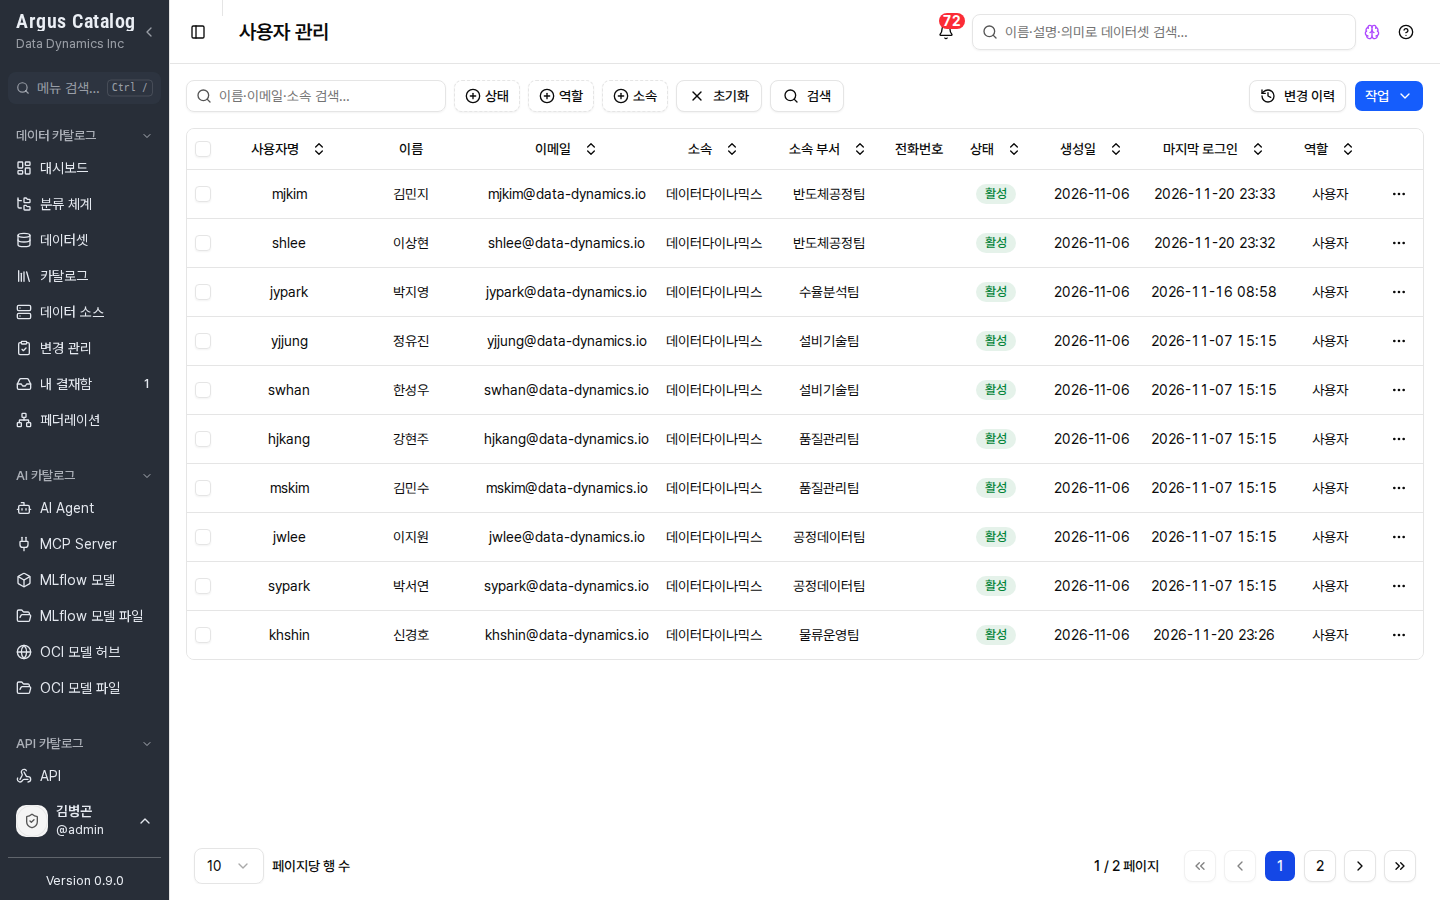 Argus Catalog
Data Dynamics Inc
메뉴 검색... Ctrl /
데이터 카탈로그
대시보드
분류 체계
데이터셋
카탈로그
데이터 소스
변경 관리
내 결재함 1
페더레이션
AI 카탈로그
AI Agent
MCP Server
MLflow 모델
MLflow 모델 파일
OCI 모델 허브
OCI 모델 파일
API 카탈로그
API
김병곤
@admin
Version 0.9.0
사용자 관리
72
이름·설명·의미로 데이터셋 검색...
이름·이메일·소속 검색... 상태 역할 소속 초기화 검색 변경 이력 작업
사용자명 이름 이메일 소속 소속 부서 전화번호 상태 생성일 마지막 로그인 역할
mjkim 김민지 mjkim@data-dynamics.io 데이터다이나믹스 반도체공정팀 활성 2026-11-06 2026-11-20 23:33 사용자
shlee 이상현 shlee@data-dynamics.io 데이터다이나믹스 반도체공정팀 활성 2026-11-06 2026-11-20 23:32 사용자
jypark 박지영 jypark@data-dynamics.io 데이터다이나믹스 수율분석팀 활성 2026-11-06 2026-11-16 08:58 사용자
yjjung 정유진 yjjung@data-dynamics.io 데이터다이나믹스 설비기술팀 활성 2026-11-06 2026-11-07 15:15 사용자
swhan 한성우 swhan@data-dynamics.io 데이터다이나믹스 설비기술팀 활성 2026-11-06 2026-11-07 15:15 사용자
hjkang 강현주 hjkang@data-dynamics.io 데이터다이나믹스 품질관리팀 활성 2026-11-06 2026-11-07 15:15 사용자
mskim 김민수 mskim@data-dynamics.io 데이터다이나믹스 품질관리팀 활성 2026-11-06 2026-11-07 15:15 사용자
jwlee 이지원 jwlee@data-dynamics.io 데이터다이나믹스 공정데이터팀 활성 2026-11-06 2026-11-07 15:15 사용자
sypark 박서연 sypark@data-dynamics.io 데이터다이나믹스 공정데이터팀 활성 2026-11-06 2026-11-07 15:15 사용자
khshin 신경호 khshin@data-dynamics.io 데이터다이나믹스 물류운영팀 활성 2026-11-06 2026-11-20 23:26 사용자
10 페이지당 행 수 1 / 2 페이지 1 2